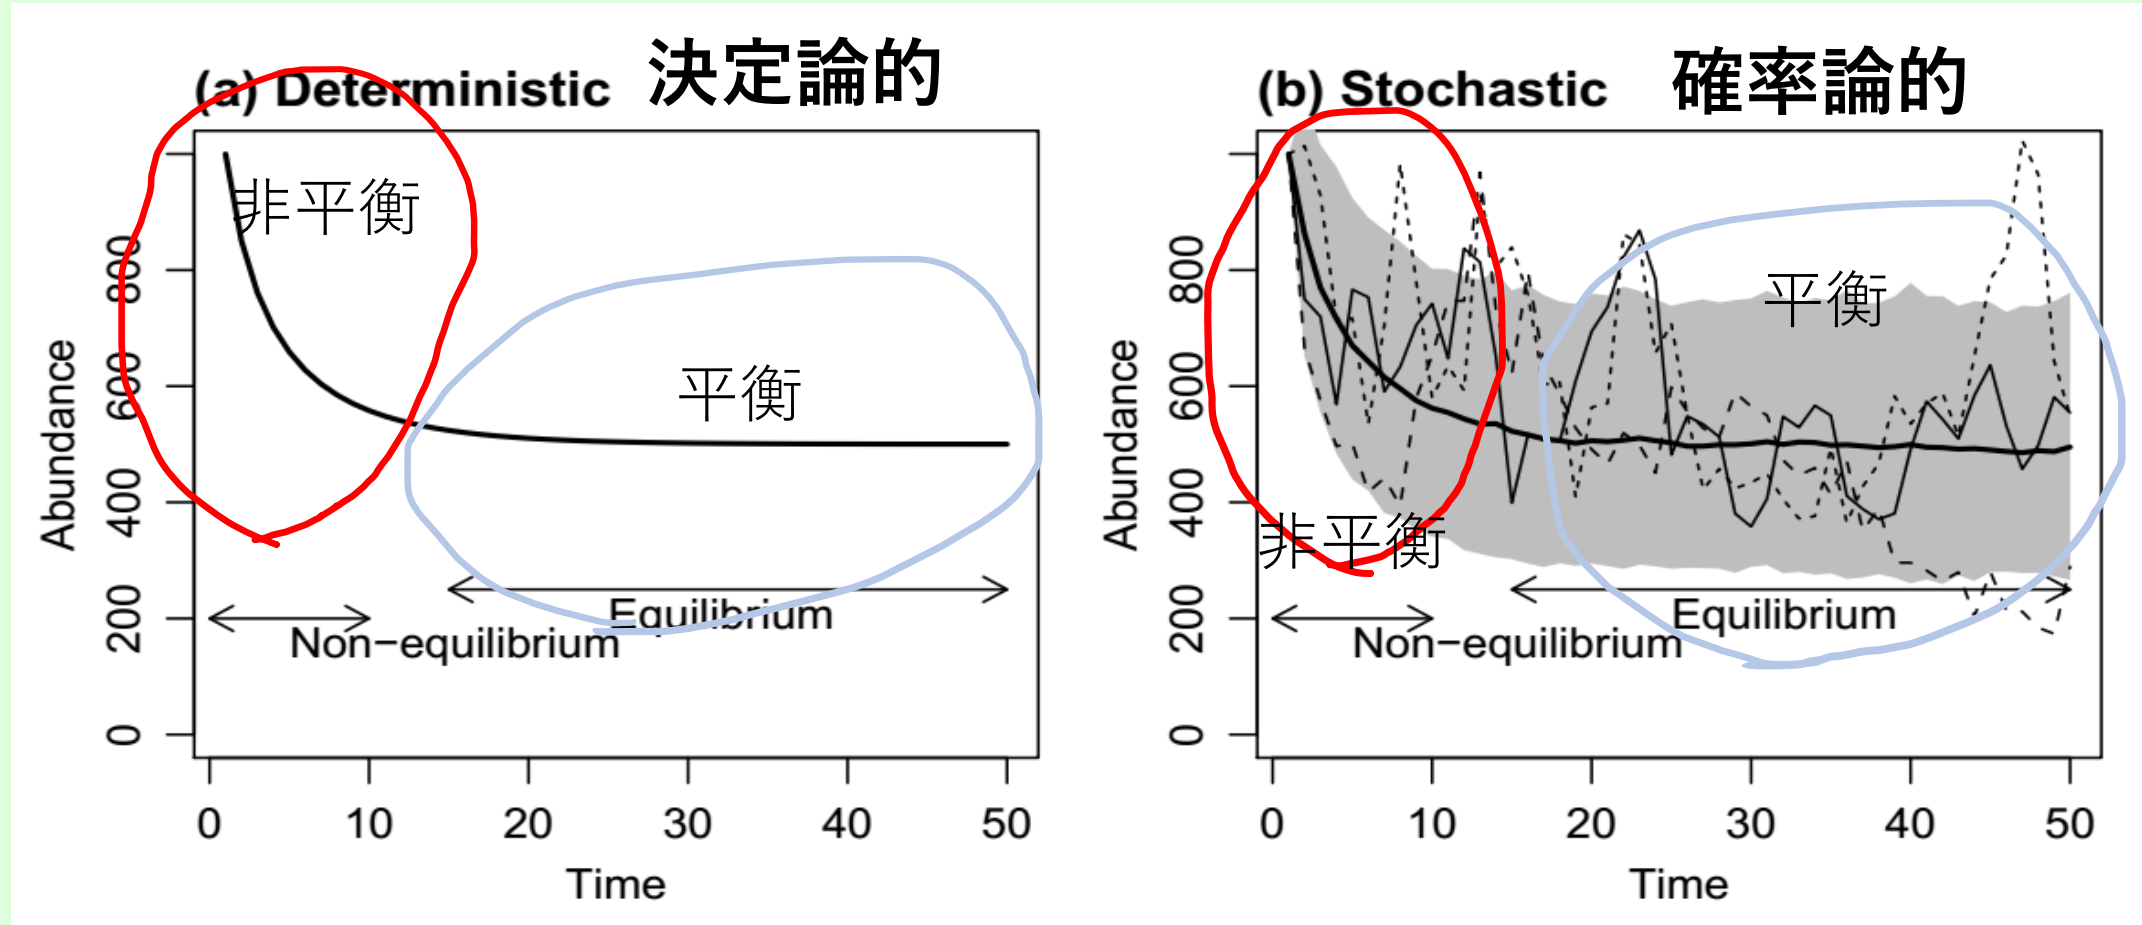 (a) Deterministic 決定論的
非平衡
平衡
Equilibrium
Non−equilibrium
Abundance
0 200 400 600 800
0 10 20 30 40 50
Time
(b) Stochastic 確率論的
平衡
非平衡
Equilibrium
Non−equilibrium
Abundance
0 200 400 600 800
0 10 20 30 40 50
Time